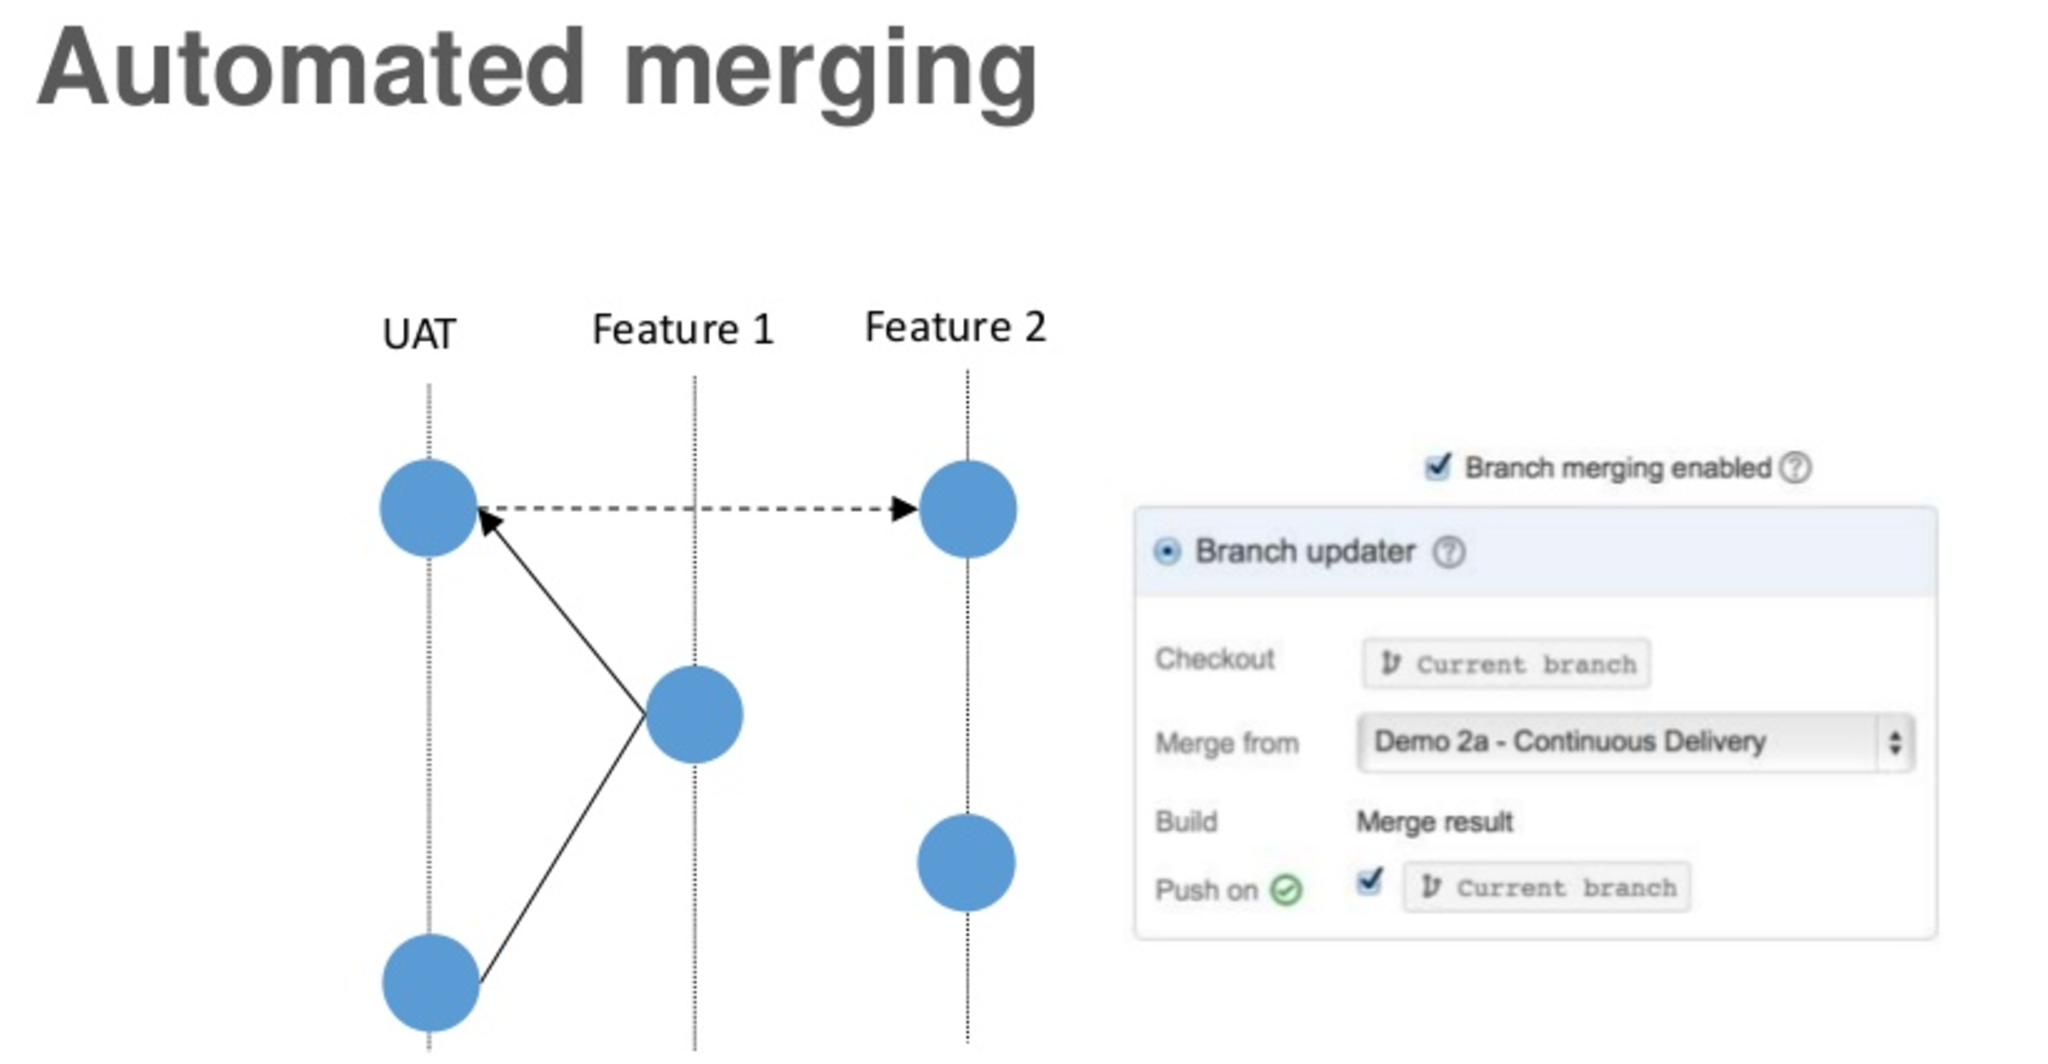 Automated merging
UAT
Feature 1
Feature 2
Branch merging enabled ?
Branch updater ?
Checkout Current branch
Merge from Demo 2a - Continuous Delivery
Build Merge result
Push on Current branch